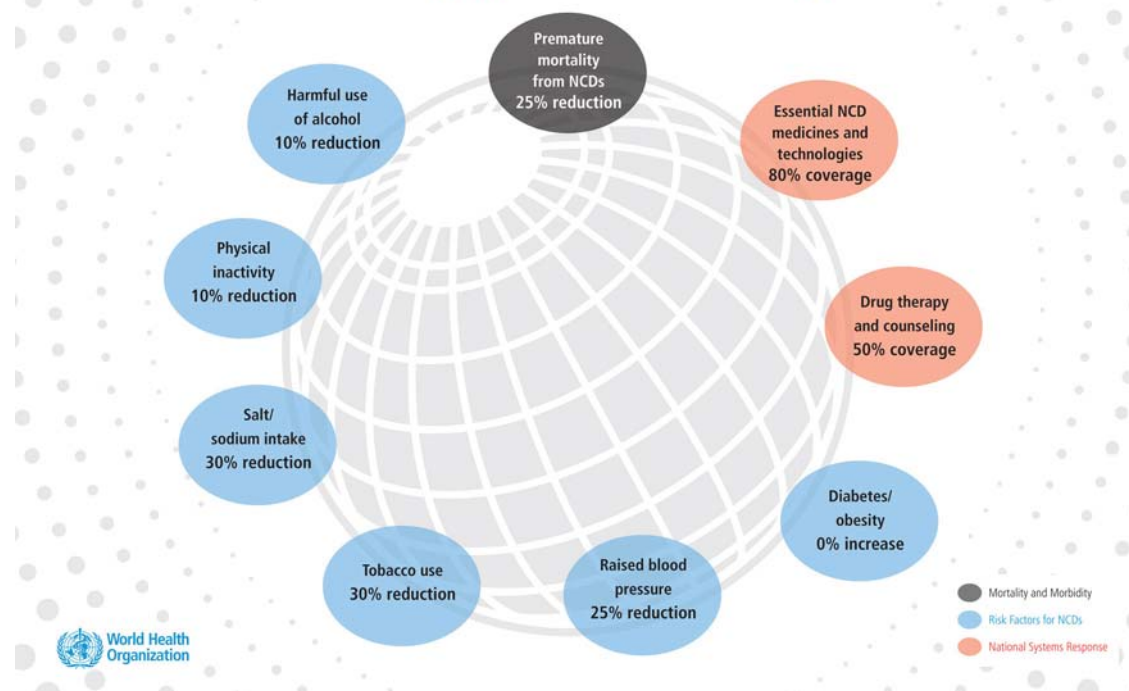 Premature
mortality
from NCDs
25% reduction
Harmful use
of alcohol
10% reduction
Essential NCD
medicines and
technologies
80% coverage
Physical
inactivity
10% reduction
Drug therapy
and counseling
50% coverage
Salt/
sodium intake
30% reduction
Diabetes/
obesity
0% increase
Tobacco use
30% reduction
Raised blood
pressure
25% reduction
Mortality and Morbidity
Risk Factors for NCDs
National Systems Response
World Health
Organization